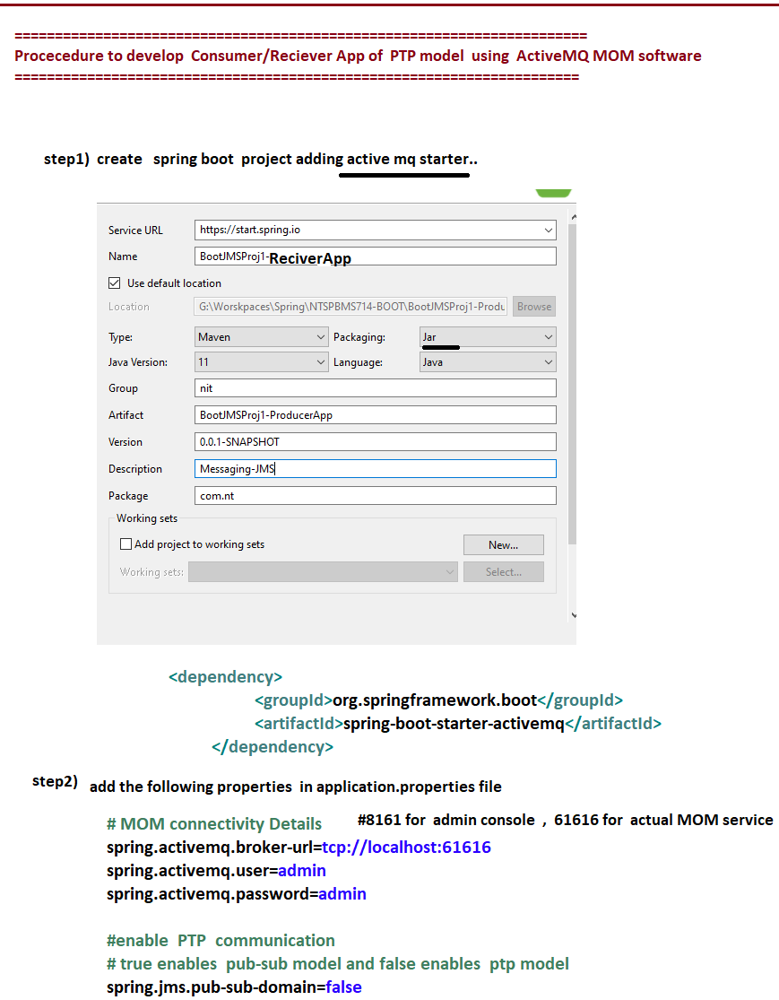 =======================================================================
Procecedure to develop  Consumer/Reciever App of  PTP model  using  ActiveMQ MOM software
======================================================================
step1)  create   spring boot  project adding active mq starter..
Service URL https://start.spring.io
Name BootJMSProj1-ReciverApp
Use default location
Location G:\Worskpaces\Spring\NTSPBMS714-BOOT\BootJMSProj1-Produ Browse
Type: Maven Packaging: Jar
Java Version: 11 Language: Java
Group nit
Artifact BootJMSProj1-ProducerApp
Version 0.0.1-SNAPSHOT
Description Messaging-JMS
Package com.nt
Working sets
Add project to working sets New...
Working sets: Select...
<dependency>
<groupId>org.springframework.boot</groupId>
<artifactId>spring-boot-starter-activemq</artifactId>
</dependency>
step2) add the following properties  in application.properties file
# MOM connectivity Details #8161 for  admin console  ,  61616 for  actual MOM service
spring.activemq.broker-url=tcp://localhost:61616
spring.activemq.user=admin
spring.activemq.password=admin
#enable  PTP  communication
# true enables  pub-sub model and false enables  ptp model
spring.jms.pub-sub-domain=false